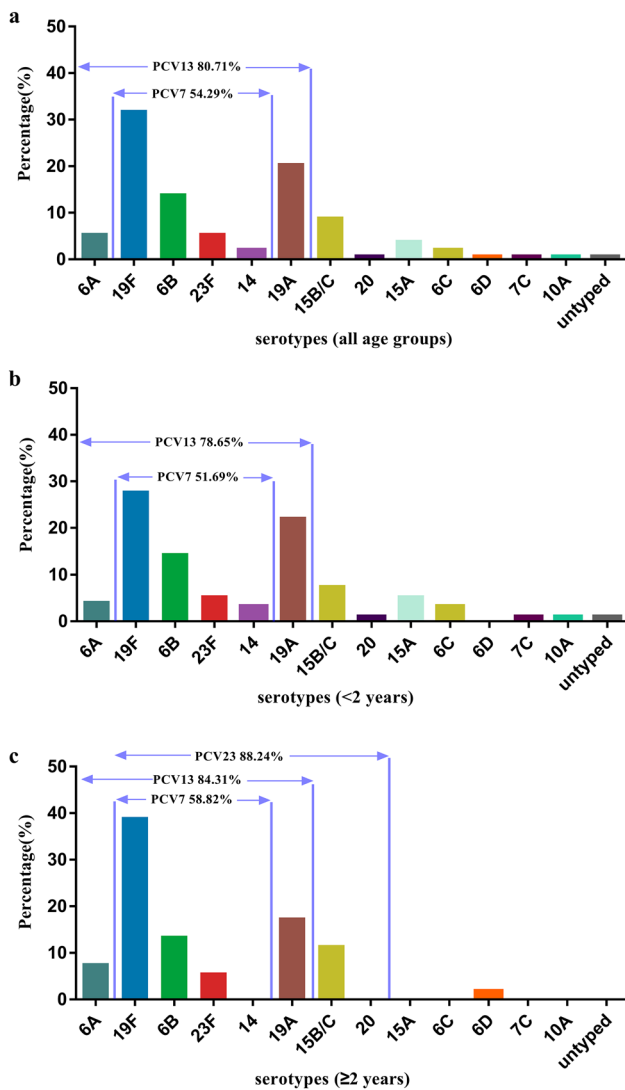 a
Percentage(%)
50
40
30
20
10
0
PCV13 80.71%
PCV7 54.29%
6A 19F 6B 23F 14 19A 15B/C 20 15A 6C 6D 7C 10A untyped
serotypes (all age groups)
b
Percentage(%)
50
40
30
20
10
0
PCV13 78.65%
PCV7 51.69%
6A 19F 6B 23F 14 19A 15B/C 20 15A 6C 6D 7C 10A untyped
serotypes (<2 years)
c
Percentage(%)
50
40
30
20
10
0
PCV23 88.24%
PCV13 84.31%
PCV7 58.82%
6A 19F 6B 23F 14 19A 15B/C 20 15A 6C 6D 7C 10A untyped
serotypes (≥2 years)